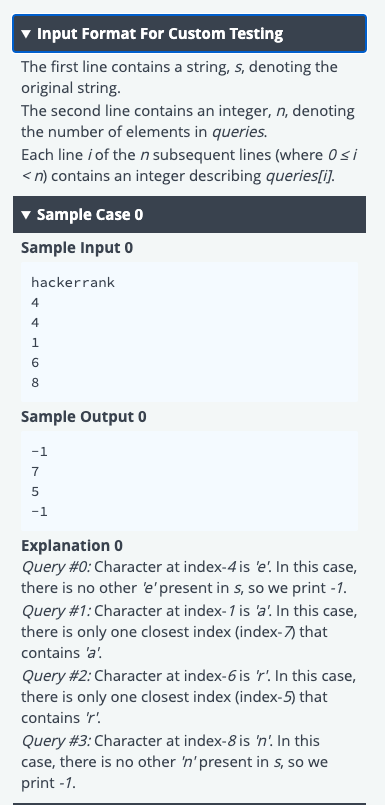 ▼ Input Format For Custom Testing
The first line contains a string, s, denoting the
original string.
The second line contains an integer, n, denoting
the number of elements in queries.
Each line i of the n subsequent lines (where 0 ≤ i
< n) contains an integer describing queries[i].
▼ Sample Case 0
Sample Input 0
hackerrank
4
4
1
6
8
Sample Output 0
-1
7
5
-1
Explanation 0
Query #0: Character at index-4 is 'e'. In this case,
there is no other 'e' present in s, so we print -1.
Query #1: Character at index-1 is 'a'. In this case,
there is only one closest index (index-7) that
contains 'a'.
Query #2: Character at index-6 is 'r'. In this case,
there is only one closest index (index-5) that
contains 'r'.
Query #3: Character at index-8 is 'n'. In this
case, there is no other 'n' present in s, so we
print -1.